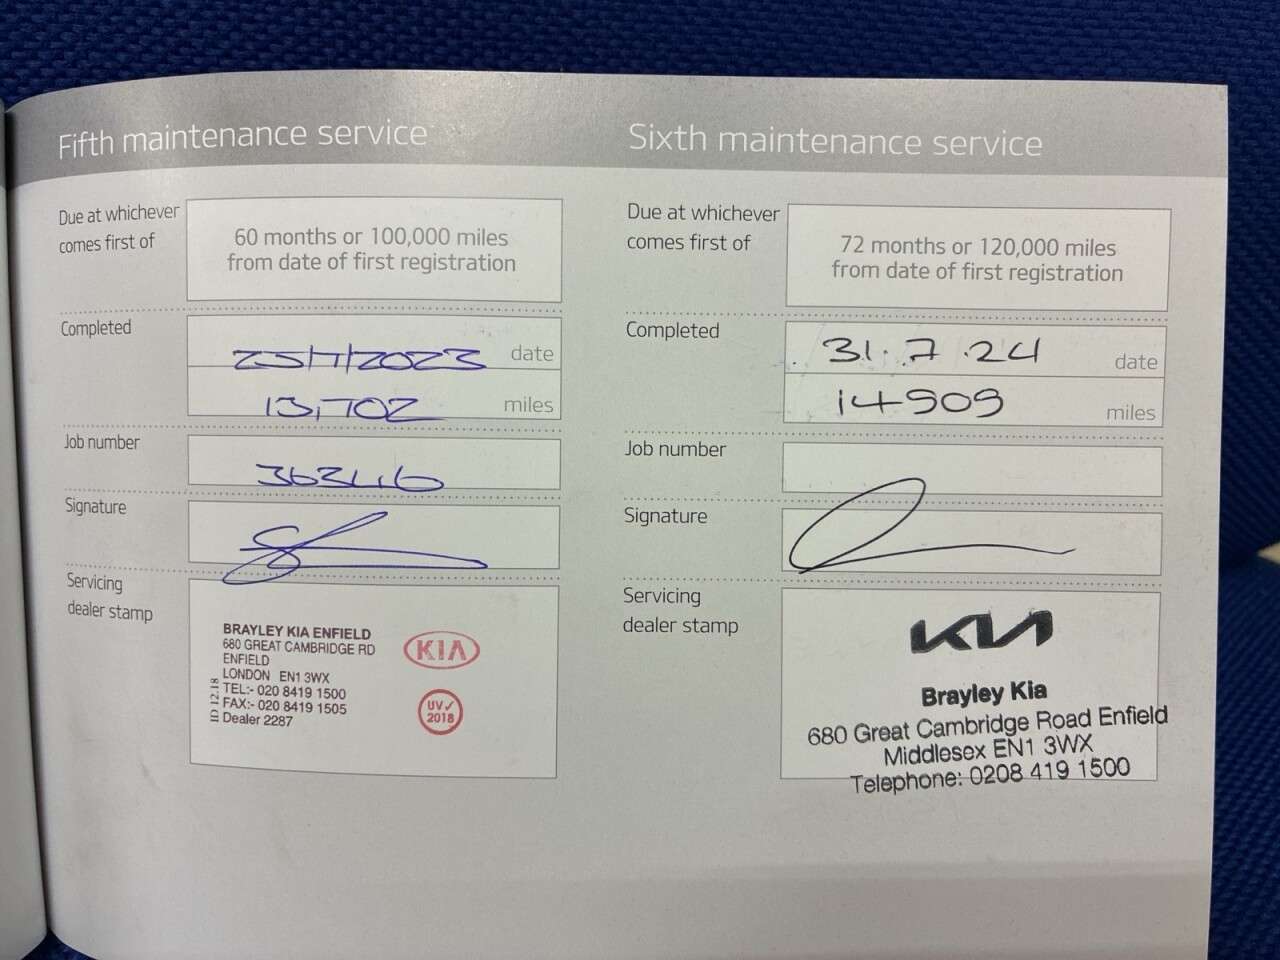 Fifth maintenance service
Due at whichever
comes first of
60 months or 100,000 miles
from date of first registration
Completed
25/7/2023 date
13,702 miles
Job number
Signature
Servicing
dealer stamp
BRAYLEY KIA ENFIELD
680 GREAT CAMBRIDGE RD
ENFIELD
LONDON EN1 3WX
TEL:- 020 8419 1500
FAX:- 020 8419 1505
Dealer 2287
ID 12.18
KIA
UV✓
2018
Sixth maintenance service
Due at whichever
comes first of
72 months or 120,000 miles
from date of first registration
Completed
31.7.24 date
14909 miles
Job number
Signature
Servicing
dealer stamp
KIA
Brayley Kia
680 Great Cambridge Road Enfield
Middlesex EN1 3WX
Telephone: 0208 419 1500